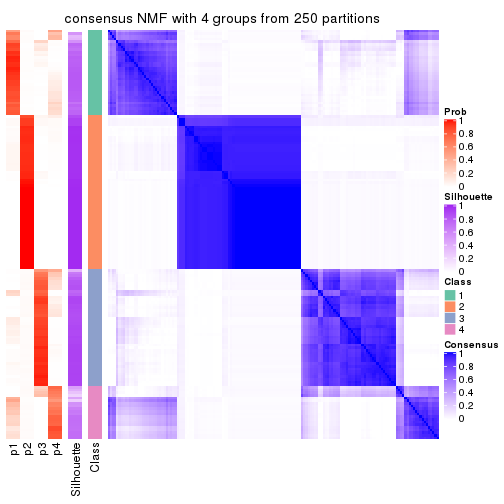 consensus NMF with 4 groups from 250 partitions
Prob
1
0.8
0.6
0.4
0.2
0
Silhouette
1
0.8
0.6
0.4
0.2
0
Class
1
2
3
4
Consensus
1
0.8
0.6
0.4
0.2
0
p1
p2
p3
p4
Silhouette
Class